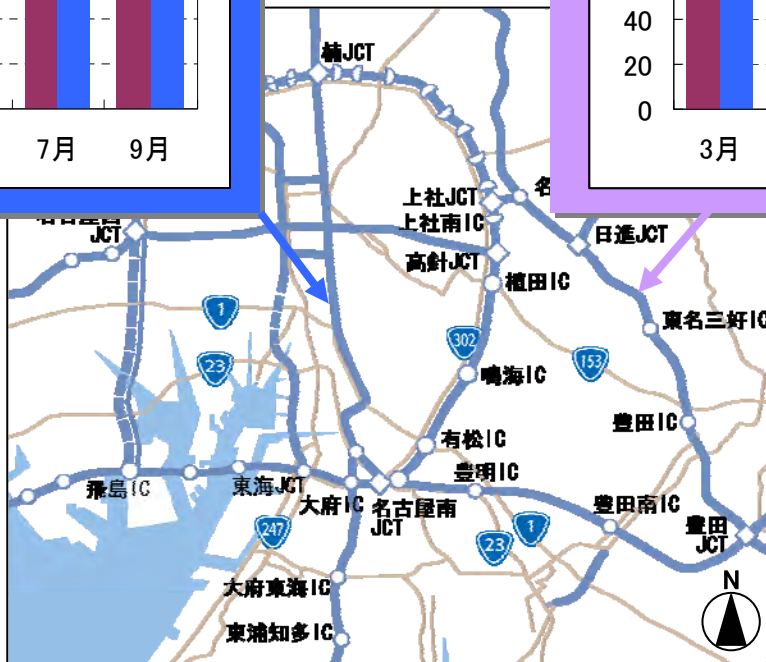 40
20
0
7月 9月
3月
楠JCT
上社JCT
上社南IC
名
JCT
高針JCT
日進JCT
植田IC
1
東名三好IC
302
23
153
鳴海IC
豊田IC
有松IC
豊明IC
飛島IC
東海JCT
大府IC
名古屋南
JCT
豊田南IC
豊田
JCT
247
23
1
大府東海IC
東浦知多IC
N